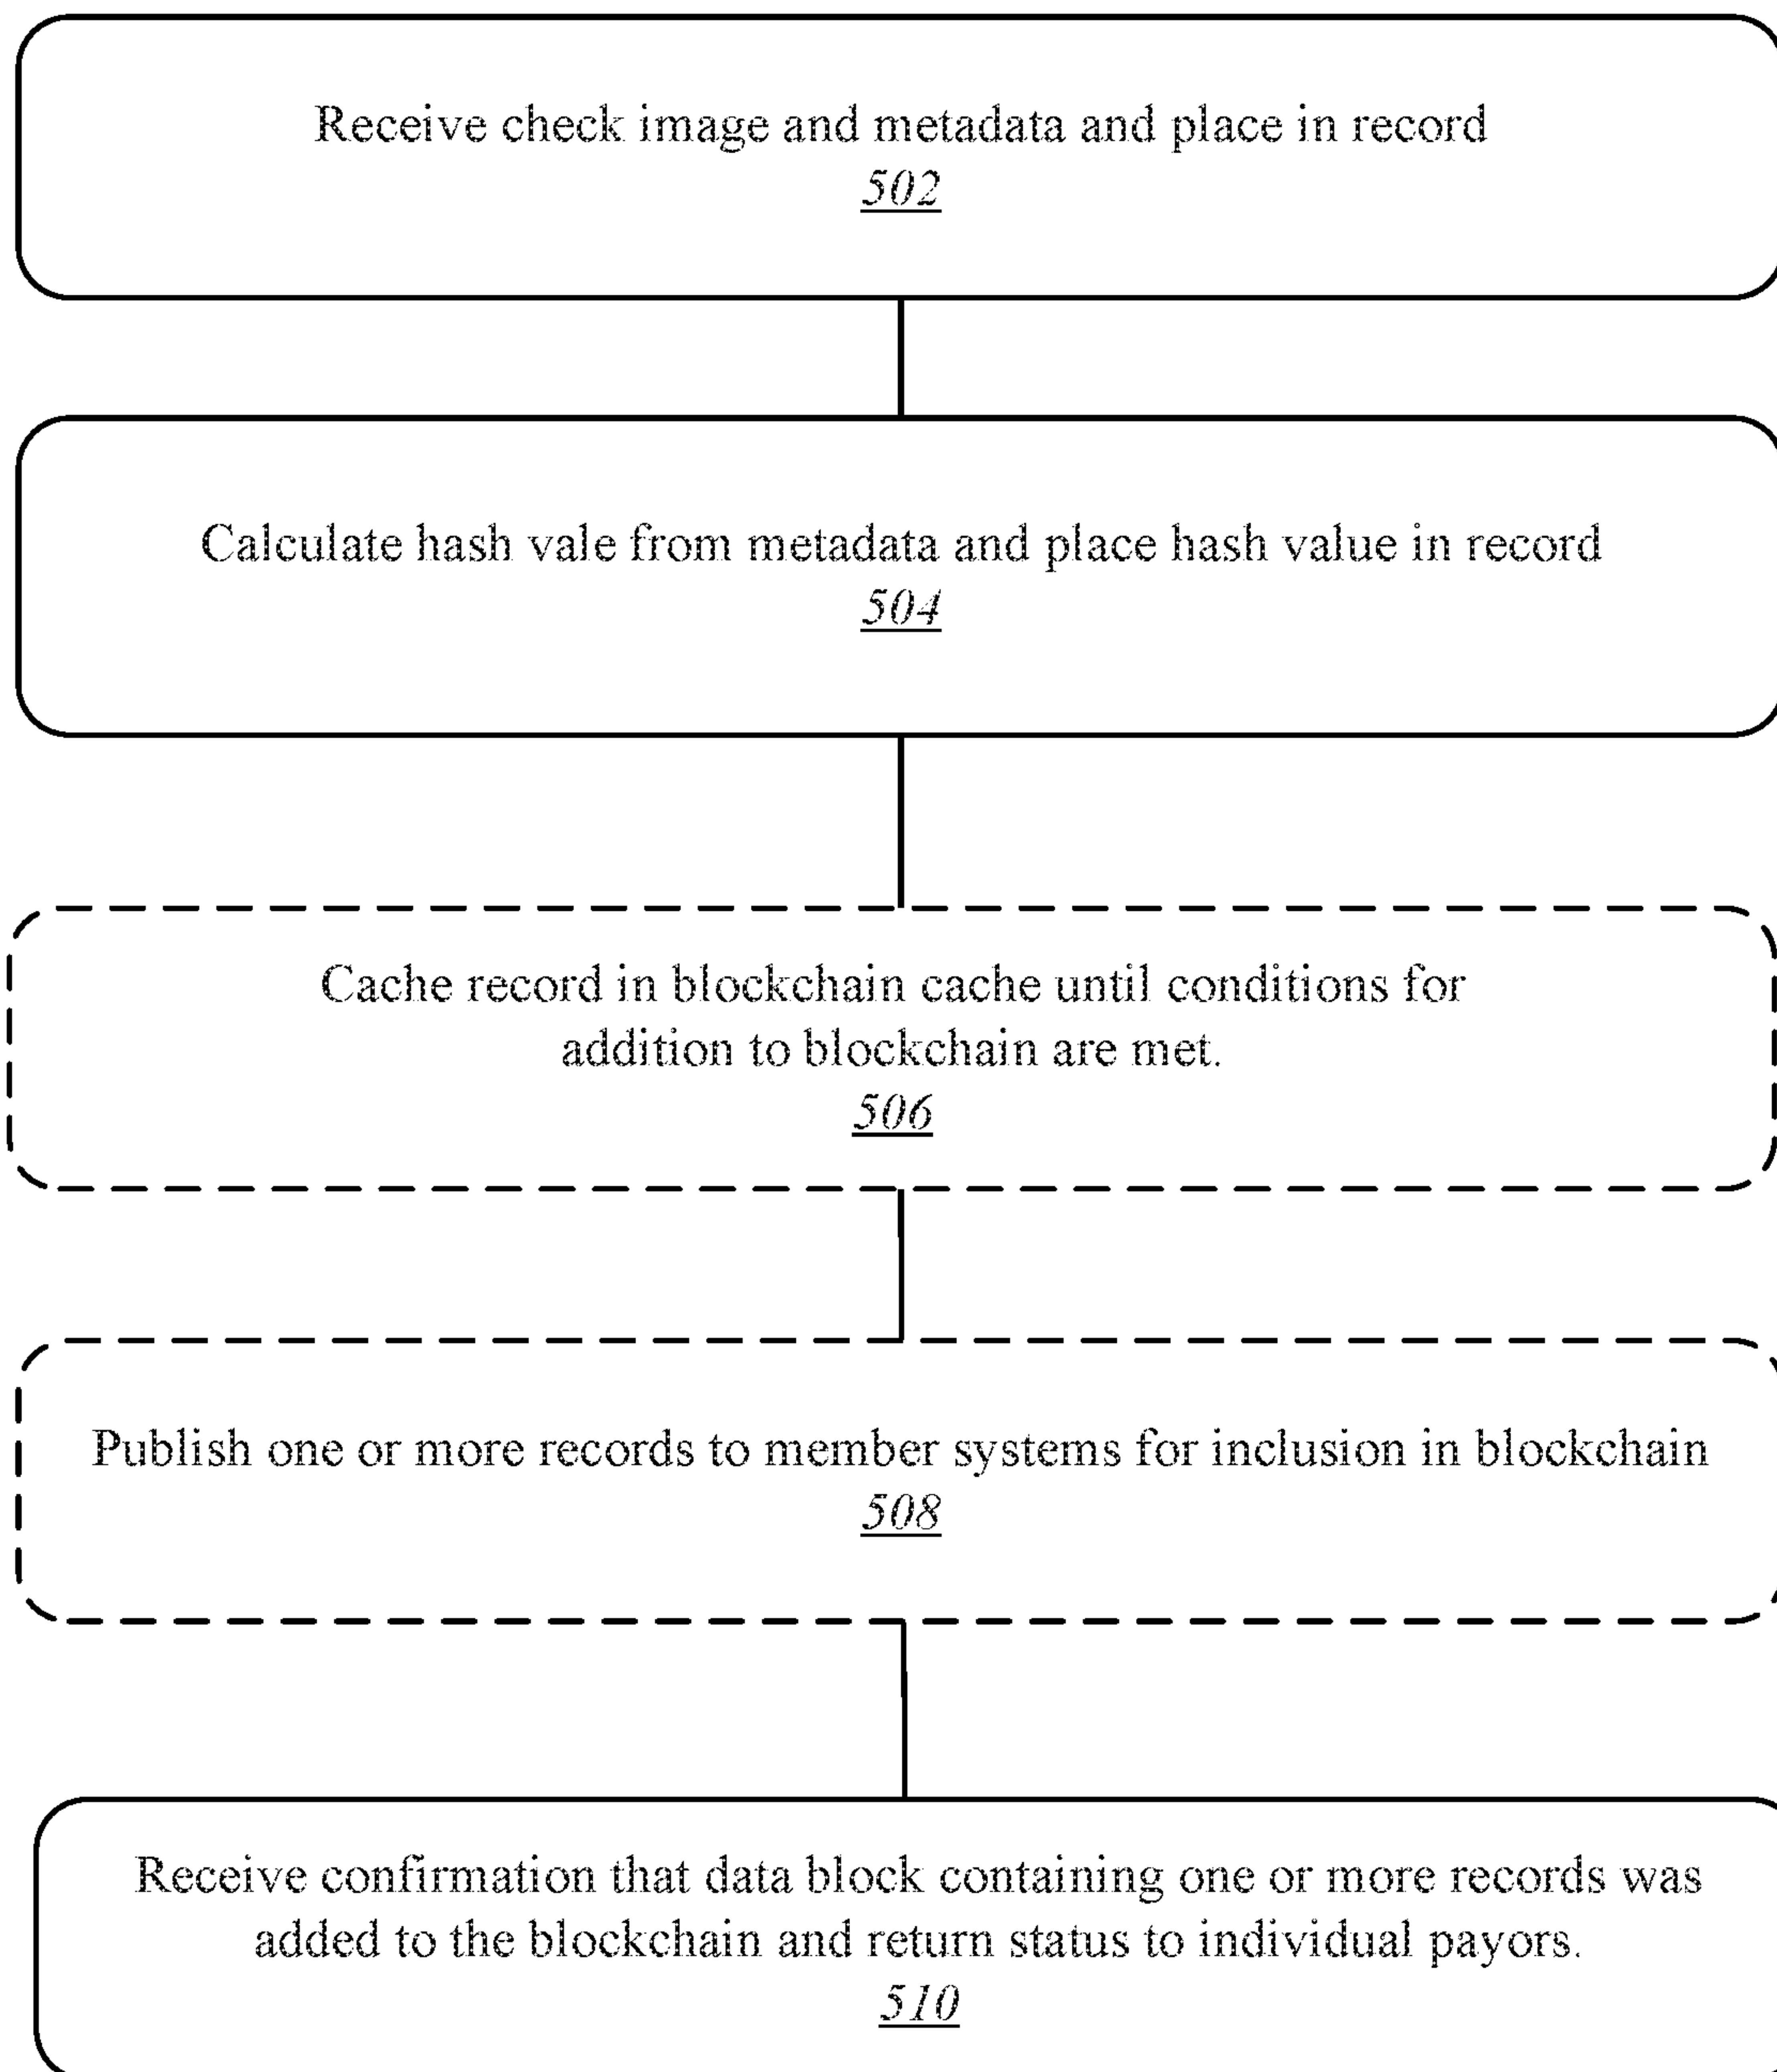 Receive check image and metadata and place in record
502
Calculate hash vale from metadata and place hash value in record
504
Cache record in blockchain cache until conditions for
addition to blockchain are met.
506
Publish one or more records to member systems for inclusion in blockchain
508
Receive confirmation that data block containing one or more records was
added to the blockchain and return status to individual payors.
510